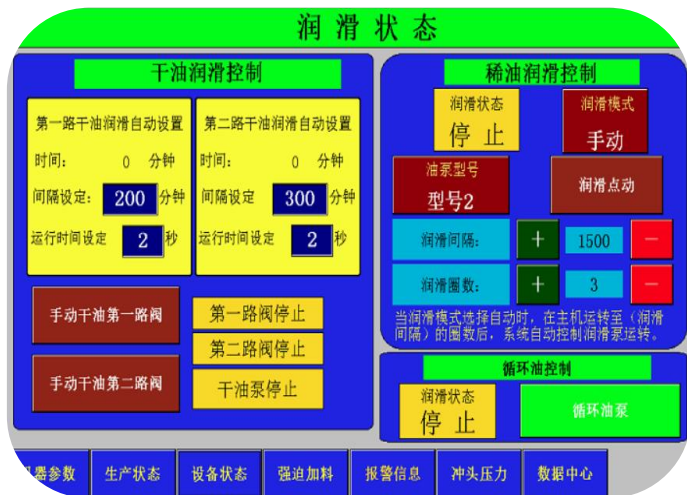 润滑状态
干油润滑控制
第一路干油润滑自动设置
时间： 0 分钟
间隔设定： 200 分钟
运行时间设定 2 秒
第二路干油润滑自动设置
时间： 0 分钟
间隔设定 300 分钟
运行时间设定 2 秒
手动干油第一路阀
手动干油第二路阀
第一路阀停止
第二路阀停止
干油泵停止
稀油润滑控制
润滑状态
停止
润滑模式
手动
油泵型号
型号2
润滑点动
润滑间隔： + 1500 －
润滑圈数： + 3 －
当润滑模式选择自动时，在主机运转至（润滑
间隔）的圈数后，系统自动控制润滑泵运转。
循环油控制
润滑状态
停止
循环油泵
器参数 生产状态 设备状态 强迫加料 报警信息 冲头压力 数据中心